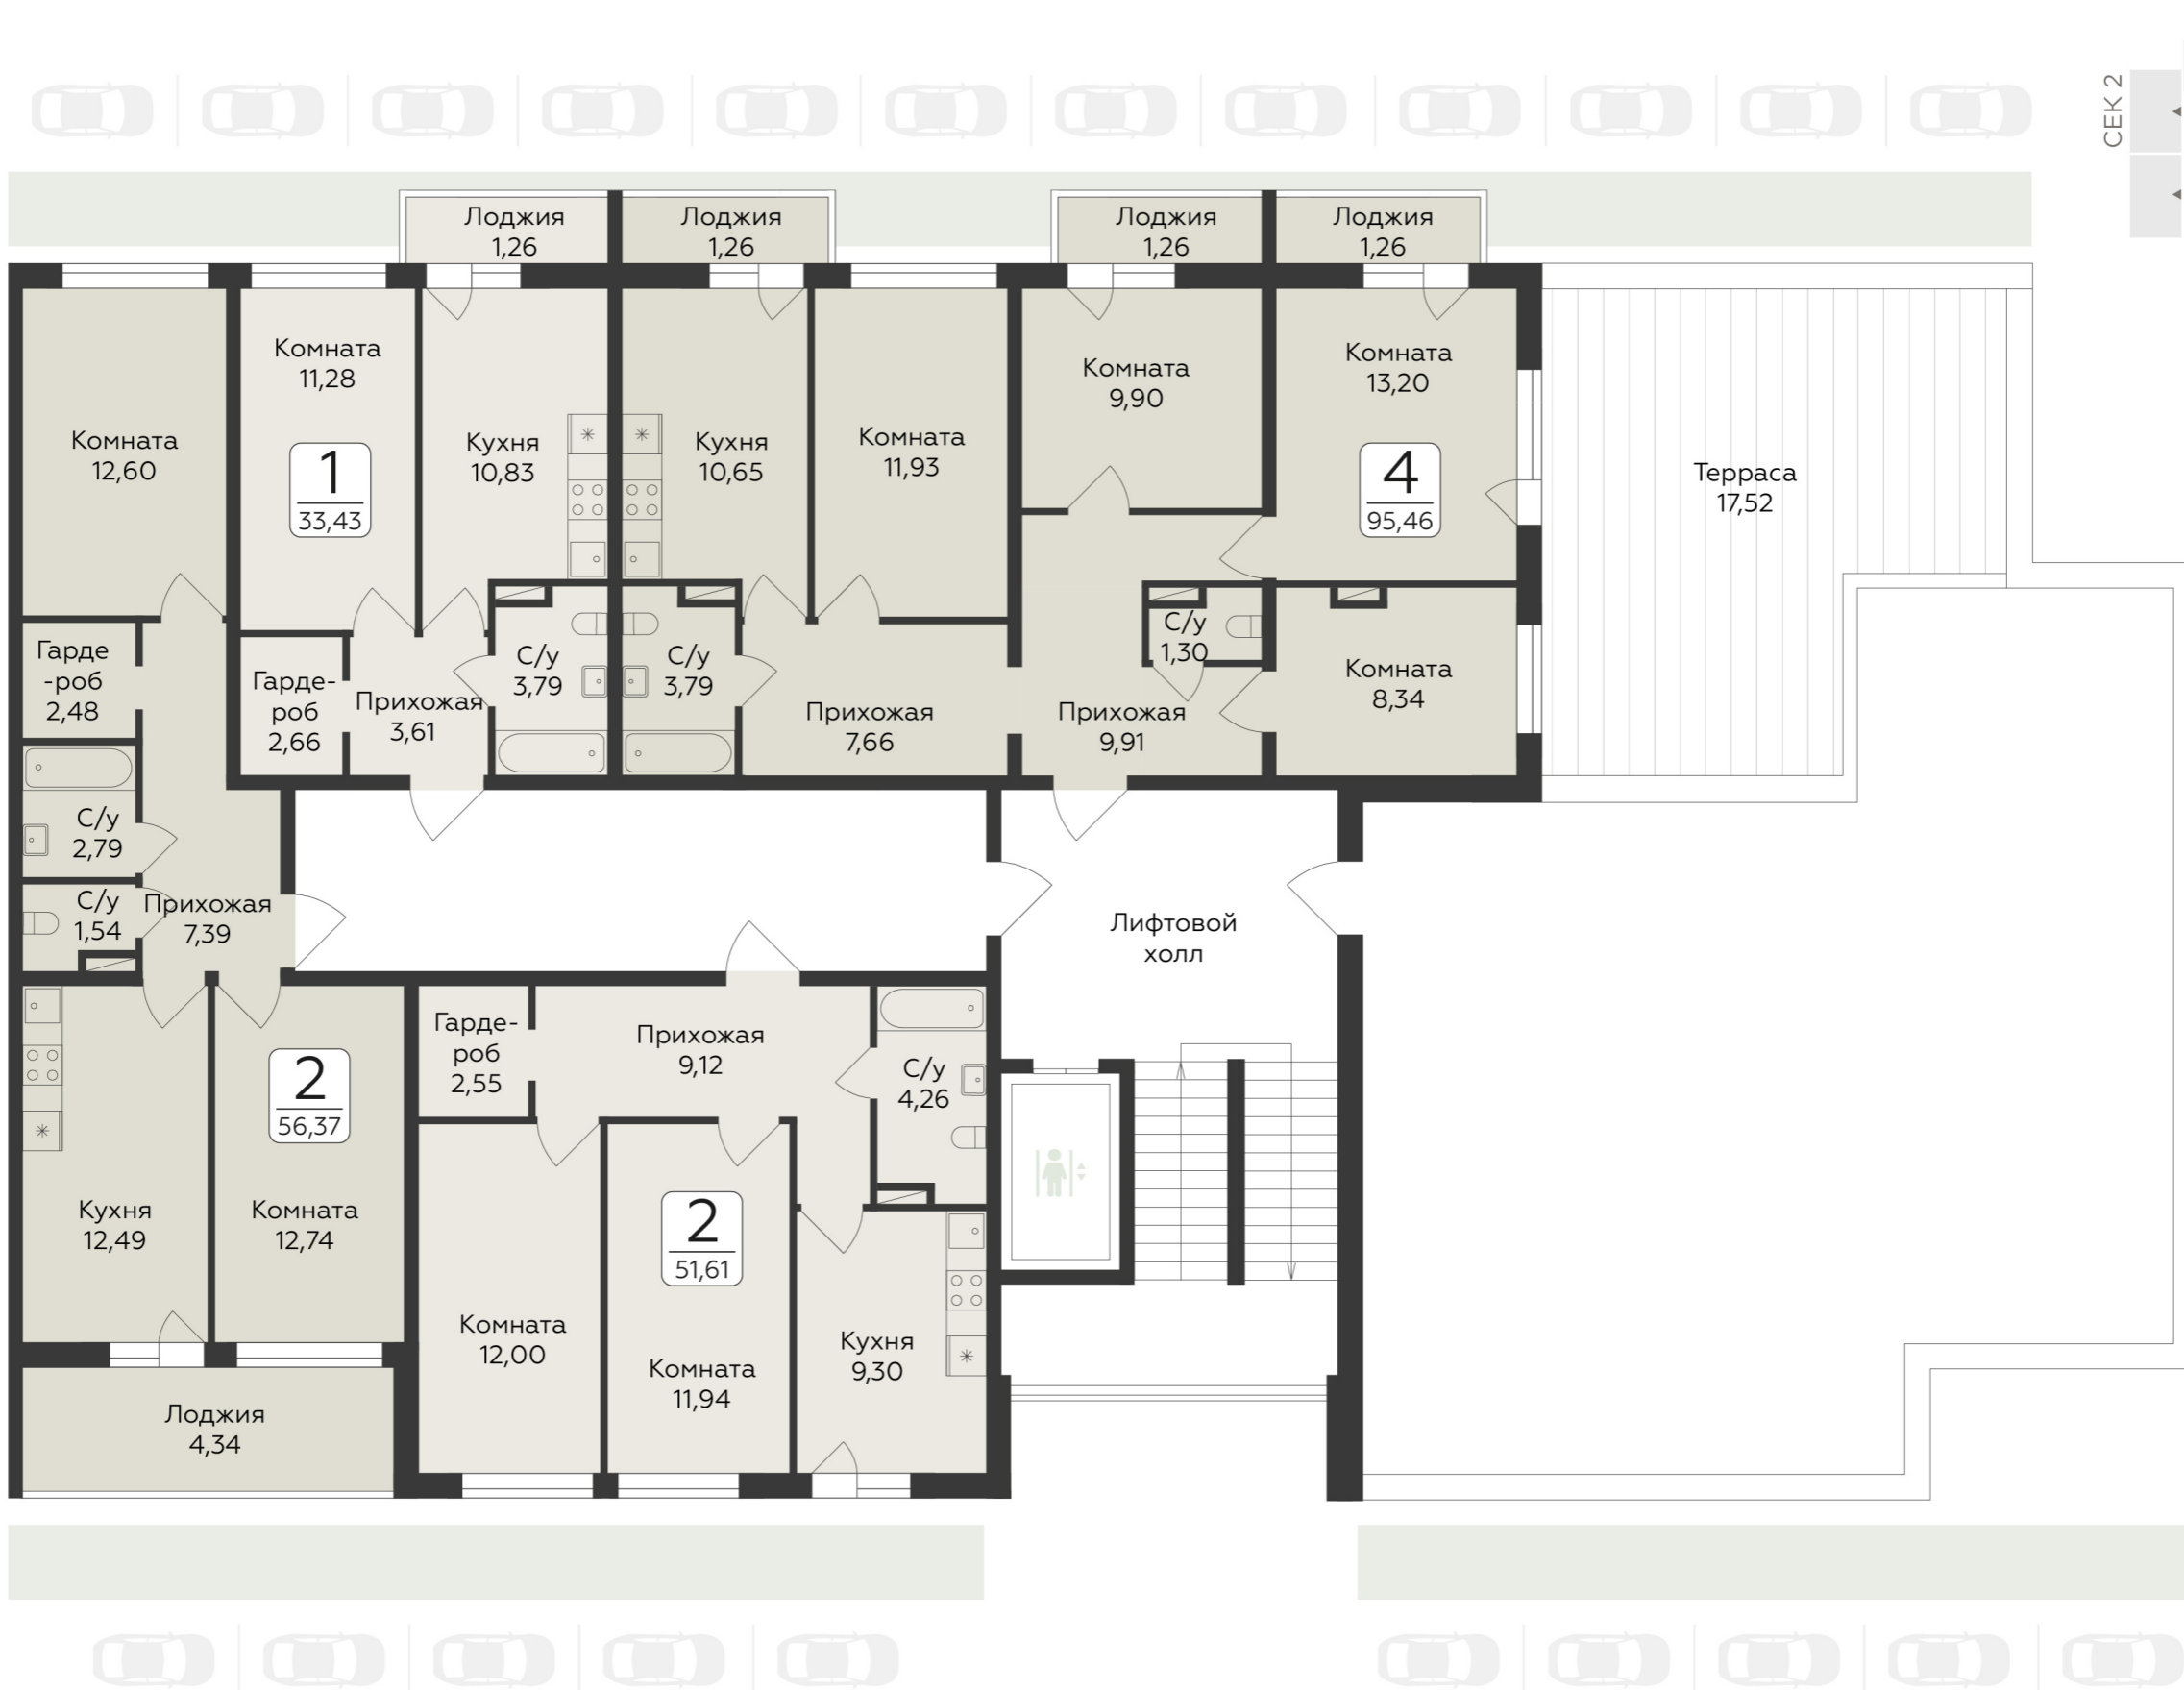 СЕК 2
Лоджия
1,26
Лоджия
1,26
Лоджия
1,26
Лоджия
1,26
Комната
12,60
Комната
11,28
1
33,43
Кухня
10,83
Кухня
10,65
Комната
11,93
Комната
9,90
Комната
13,20
4
95,46
Терраса
17,52
Гарде
-роб
2,48
Гарде-
роб
2,66
Прихожая
3,61
С/у
3,79
С/у
3,79
Прихожая
7,66
Прихожая
9,91
С/у
1,30
Комната
8,34
С/у
2,79
С/у
1,54
Прихожая
7,39
Лифтовой
холл
Гарде-
роб
2,55
Прихожая
9,12
С/у
4,26
2
56,37
Кухня
12,49
Комната
12,74
2
51,61
Комната
12,00
Комната
11,94
Кухня
9,30
Лоджия
4,34